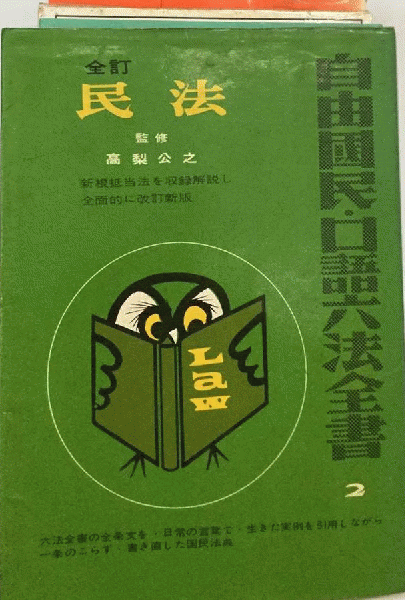 全訂
民法
監修
高梨公之
新根抵当法を収録解説し
全面的に改訂新版
自由國民・口語六法全書
2
Law
六法全書の全条文を・日常の言葉で・生きた実例を引用しながら
一条のこらず・書き直した国民法典